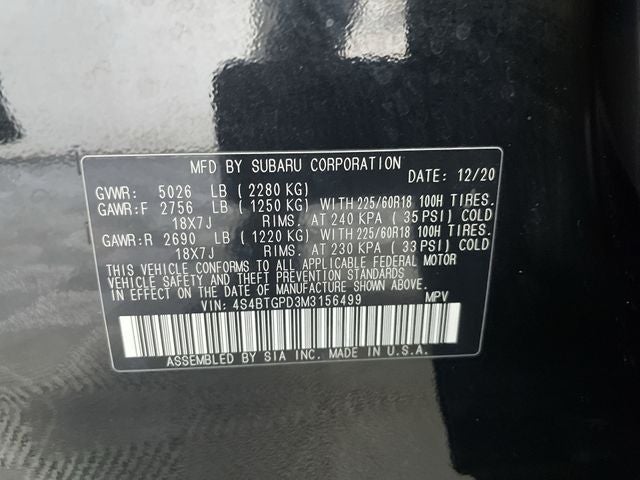 MFD BY SUBARU CORPORATION DATE: 12/20
GVWR: 5026 LB (2280 KG)
GAWR:F 2756 LB (1250 KG) WITH 225/60R18 100H TIRES.
18X7J RIMS. AT 240 KPA (35 PSI) COLD
GAWR:R 2690 LB (1220 KG) WITH 225/60R18 100H TIRES.
18X7J RIMS. AT 230 KPA (33 PSI) COLD
THIS VEHICLE CONFORMS TO ALL APPLICABLE FEDERAL MOTOR
VEHICLE SAFETY AND THEFT PREVENTION STANDARDS
IN EFFECT ON THE DATE OF MANUFACTURE SHOWN ABOVE.
VIN: 4S4BTGPD3M3156499 MPV
ASSEMBLED BY SIA INC. MADE IN U.S.A.